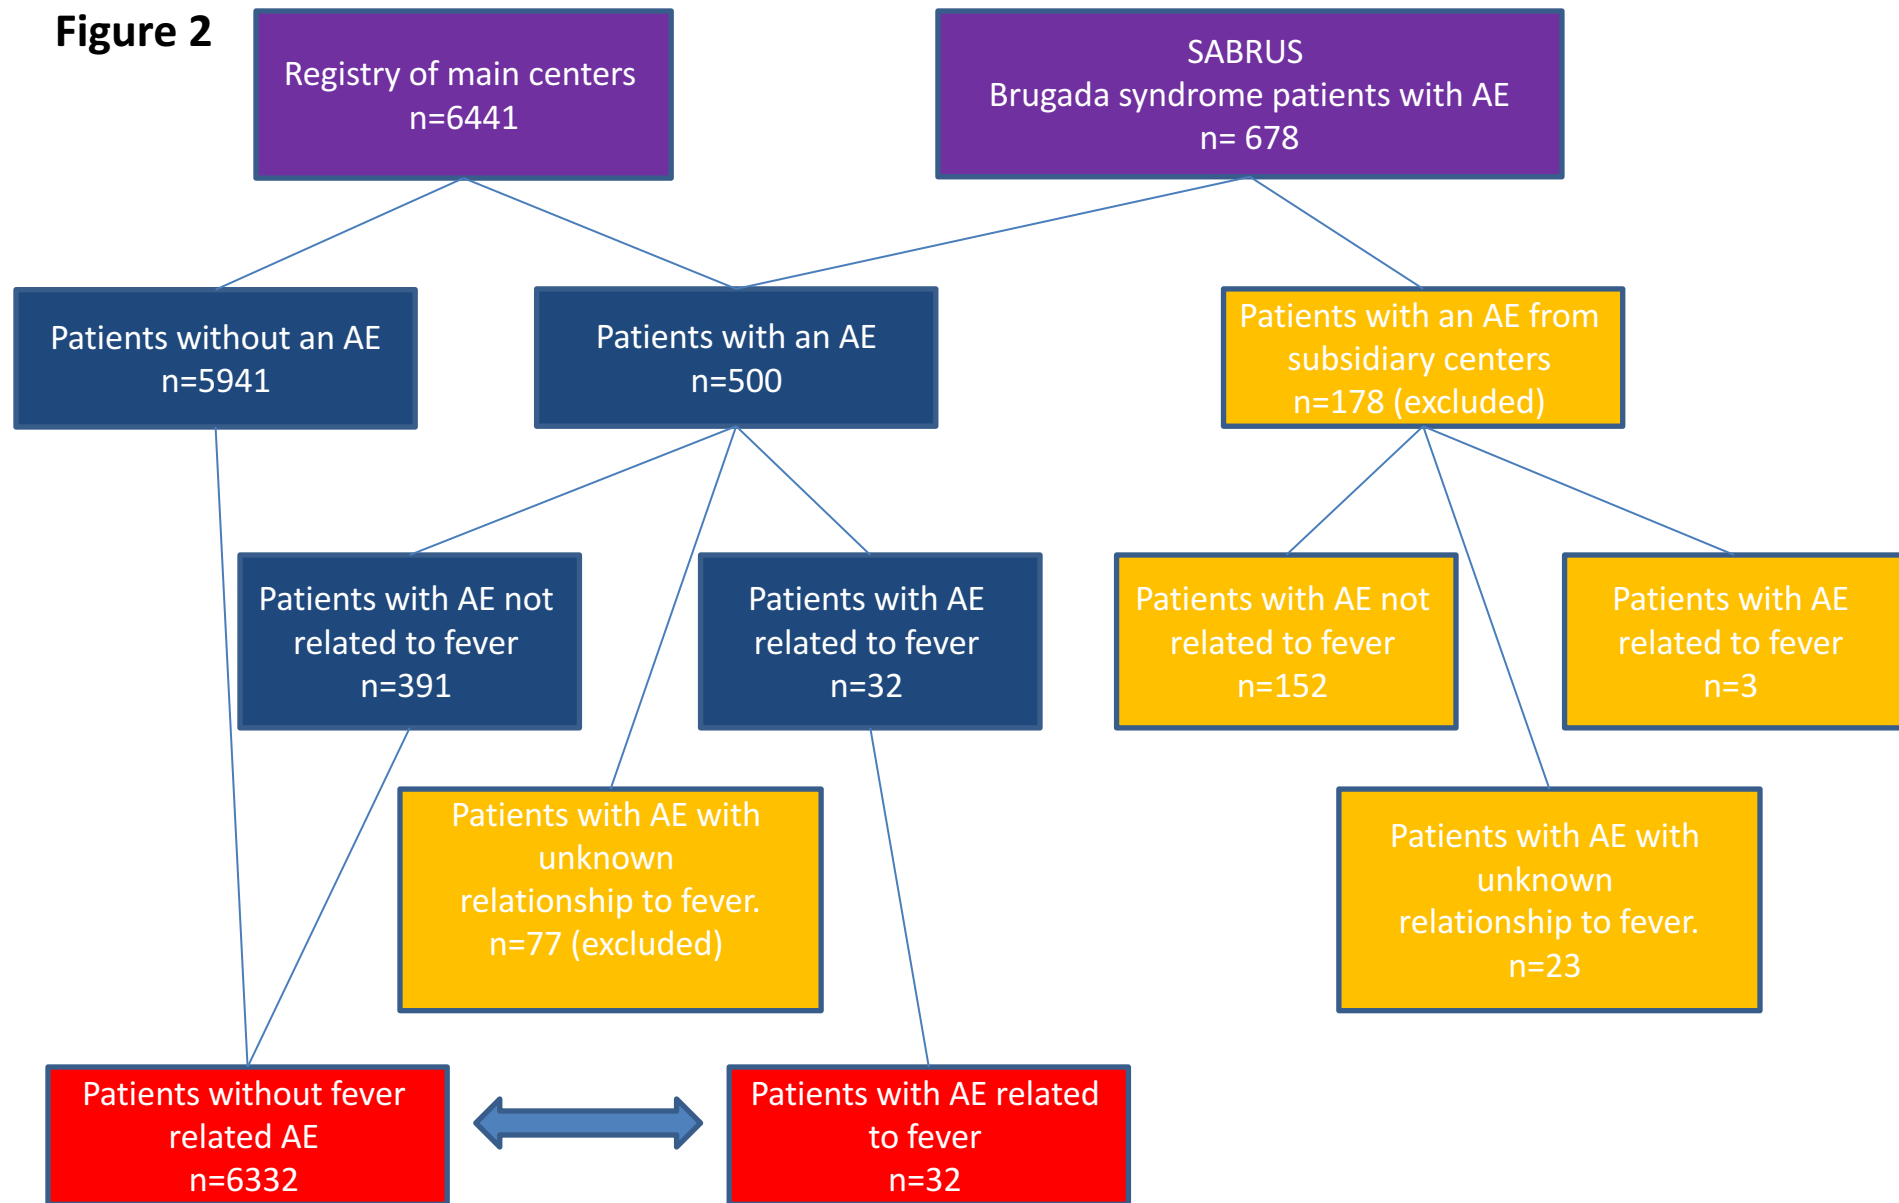 Figure 2
Registry of main centers
n=6441
SABRUS
Brugada syndrome patients with AE
n= 678
Patients without an AE
n=5941
Patients with an AE
n=500
Patients with an AE from
subsidiary centers
n=178 (excluded)
Patients with AE not
related to fever
n=391
Patients with AE
related to fever
n=32
Patients with AE not
related to fever
n=152
Patients with AE
related to fever
n=3
Patients with AE with
unknown
relationship to fever.
n=77 (excluded)
Patients with AE with
unknown
relationship to fever.
n=23
Patients without fever
related AE
n=6332
Patients with AE related
to fever
n=32